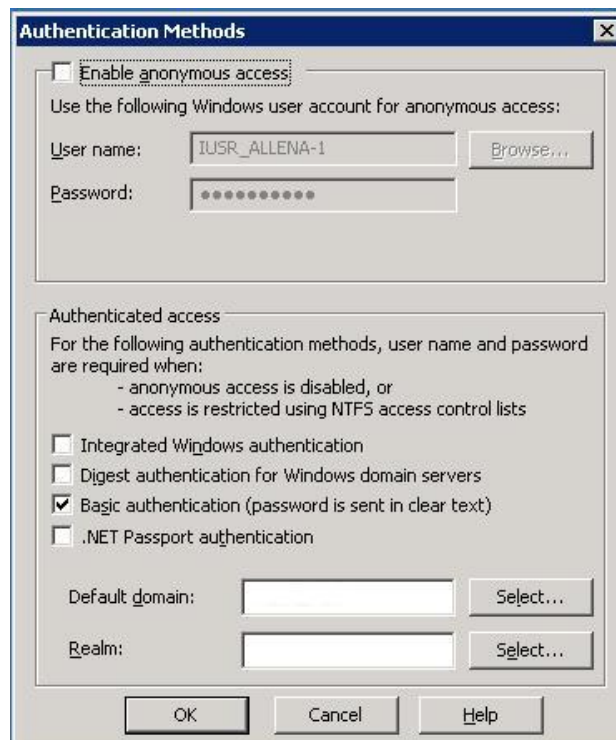 Authentication Methods
Enable anonymous access
Use the following Windows user account for anonymous access:
User name: IUSR_ALLENA-1 Browse...
Password: ●●●●●●●●●●
Authenticated access
For the following authentication methods, user name and password
are required when:
- anonymous access is disabled, or
- access is restricted using NTFS access control lists
Integrated Windows authentication
Digest authentication for Windows domain servers
Basic authentication (password is sent in clear text)
.NET Passport authentication
Default domain: Select...
Realm: Select...
OK Cancel Help